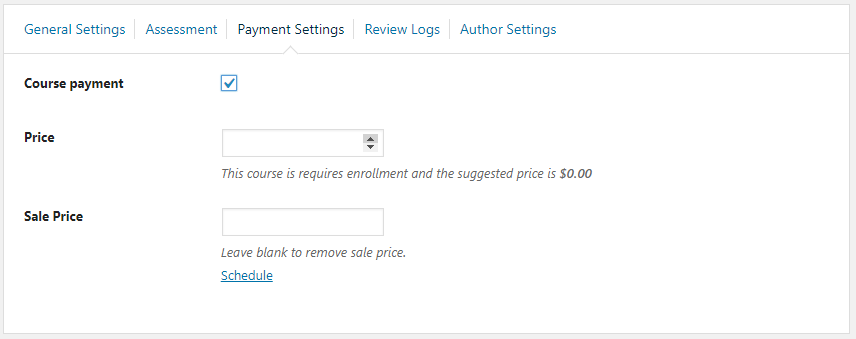 General Settings Assessment Payment Settings Review Logs Author Settings
Course payment
Price
This course is requires enrollment and the suggested price is $0.00
Sale Price
Leave blank to remove sale price.
Schedule